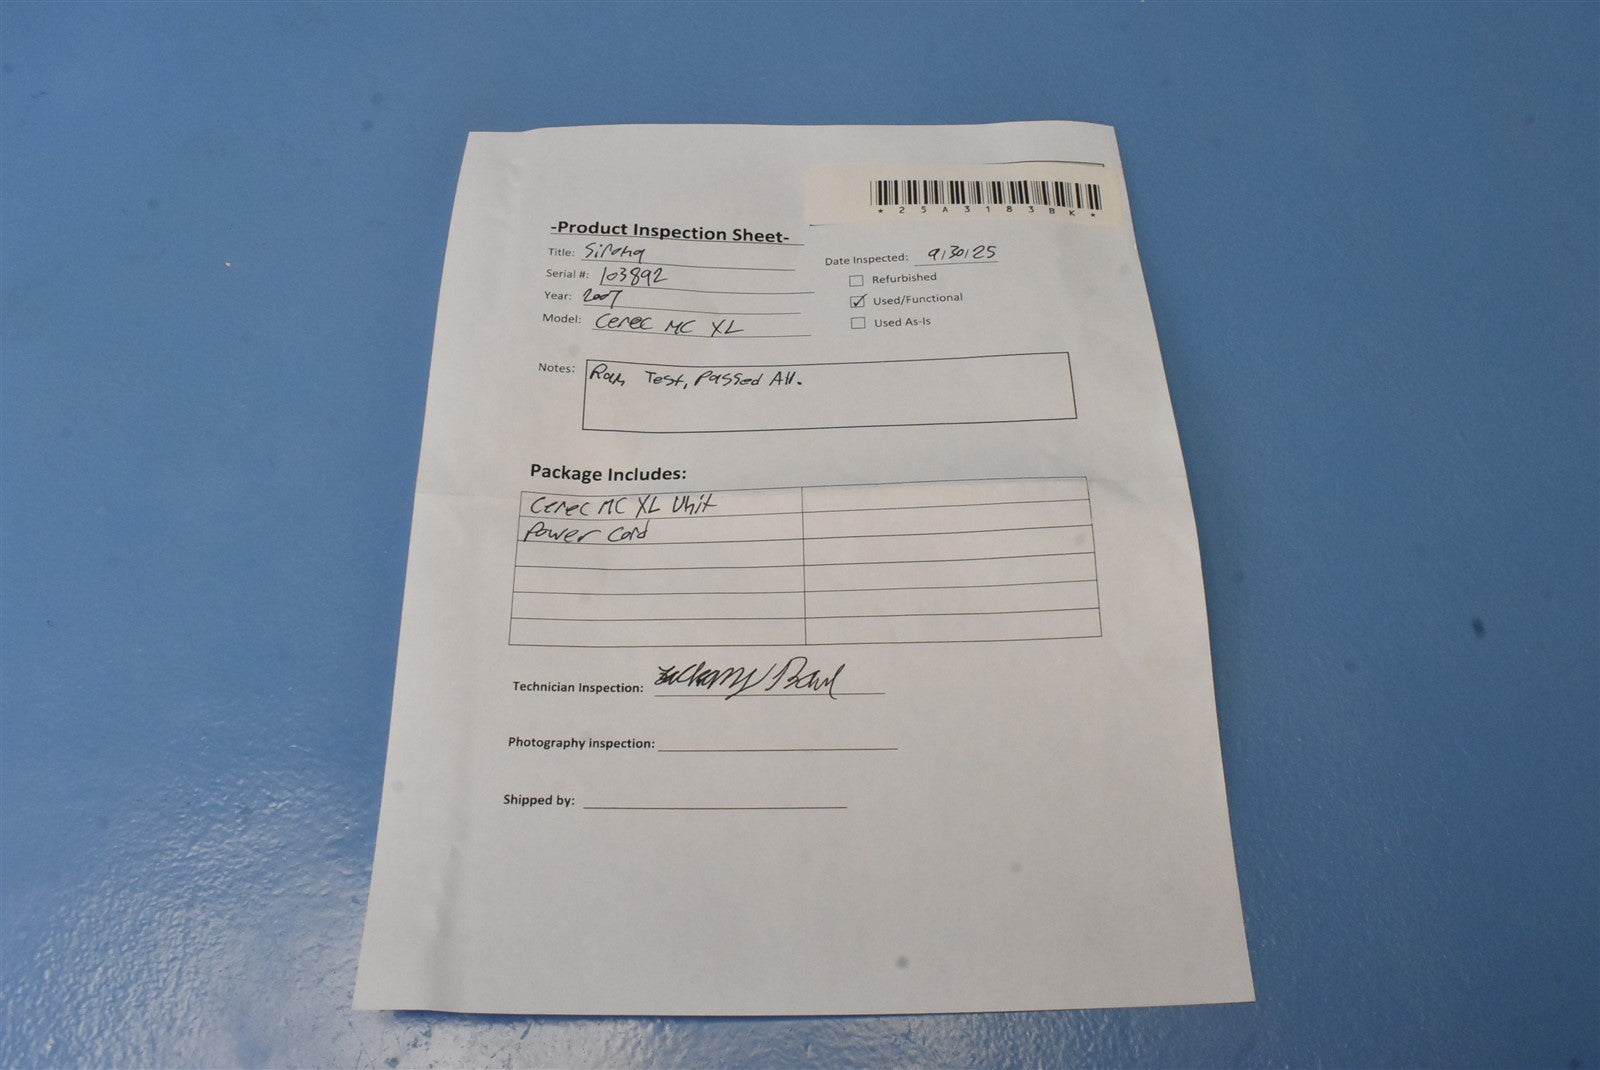 *25A3183BK*
-Product Inspection Sheet-
Title: Sirona
Date Inspected: 9/30/25
Serial #: 103892
Refurbished
Year: 2007
Used/Functional
Model: Cerec MC XL
Used As-Is
Notes: Ran Test, Passed All.
Package Includes:
Cerec MC XL Unit
Power Cord
Technician Inspection:
Photography inspection:
Shipped by: